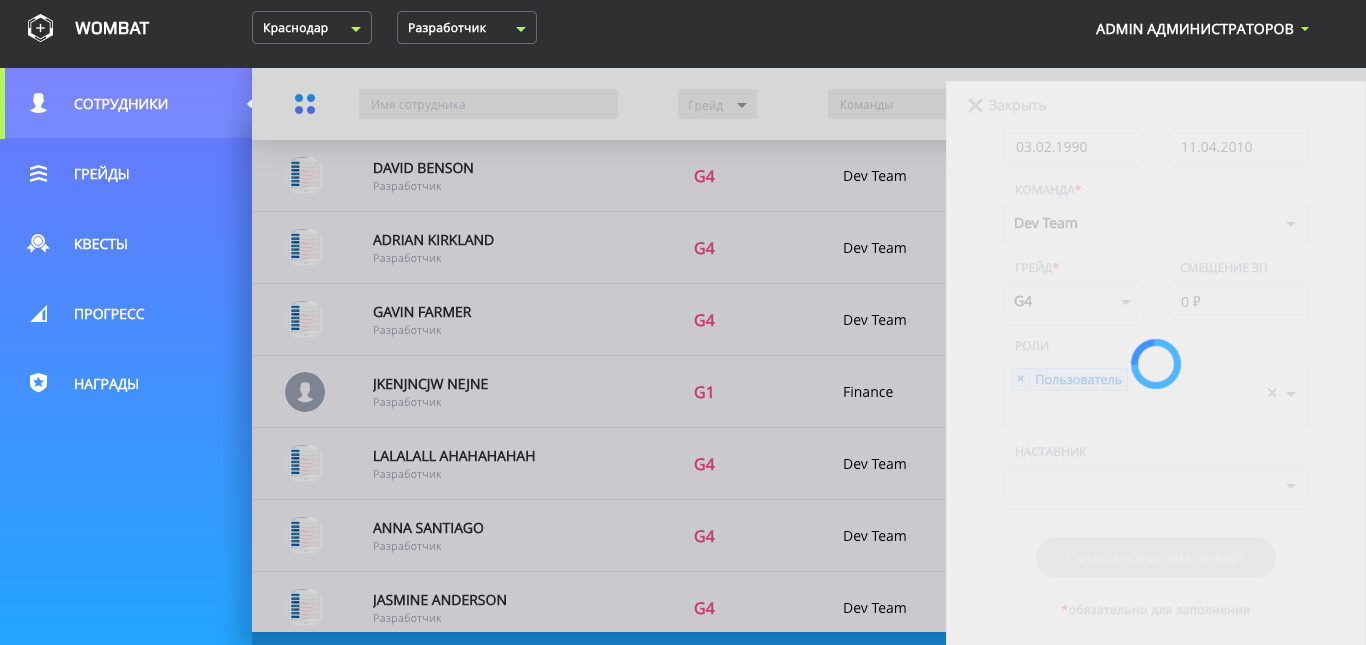 WOMBAT
Краснодар
Разработчик
ADMIN АДМИНИСТРАТОРОВ
СОТРУДНИКИ
ГРЕЙДЫ
КВЕСТЫ
ПРОГРЕСС
НАГРАДЫ
Имя сотрудника
Грейд
Команды
DAVID BENSON
Разработчик
G4
Dev Team
ADRIAN KIRKLAND
Разработчик
G4
Dev Team
GAVIN FARMER
Разработчик
G4
Dev Team
JKENJNCJW NEJNE
Разработчик
G1
Finance
LALALALL AHAHAHAHAH
Разработчик
G4
Dev Team
ANNA SANTIAGO
Разработчик
G4
Dev Team
JASMINE ANDERSON
Разработчик
G4
Dev Team
Закрыть
03.02.1990
11.04.2010
КОМАНДА*
Dev Team
ГРЕЙД*
СМЕЩЕНИЕ ЗП
G4
0 ₽
РОЛИ
× Пользователь
×
НАСТАВНИК
Создать и выслать инвайт
*обязательно для заполнения